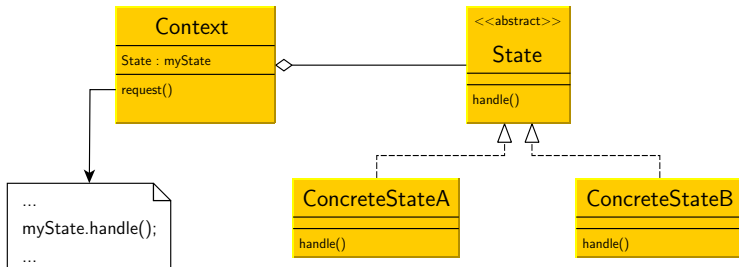 Context
State : myState
request()
<<abstract>>
State
handle()
...
myState.handle();
...
ConcreteStateA
handle()
ConcreteStateB
handle()